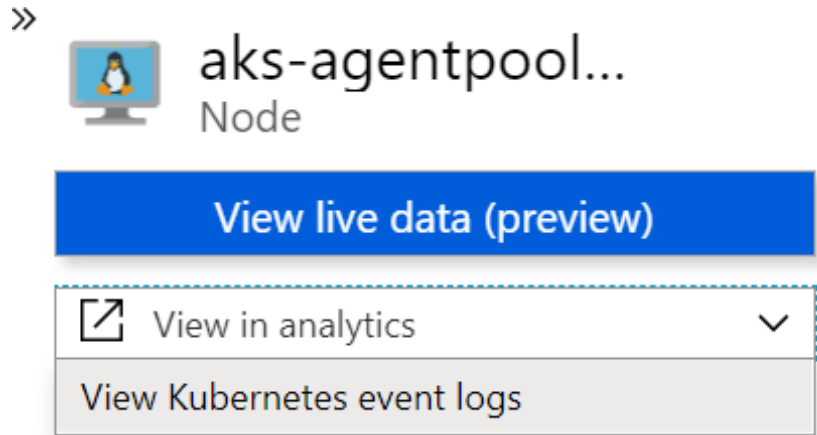 aks-agentpool...
Node
View live data (preview)
View in analytics
View Kubernetes event logs